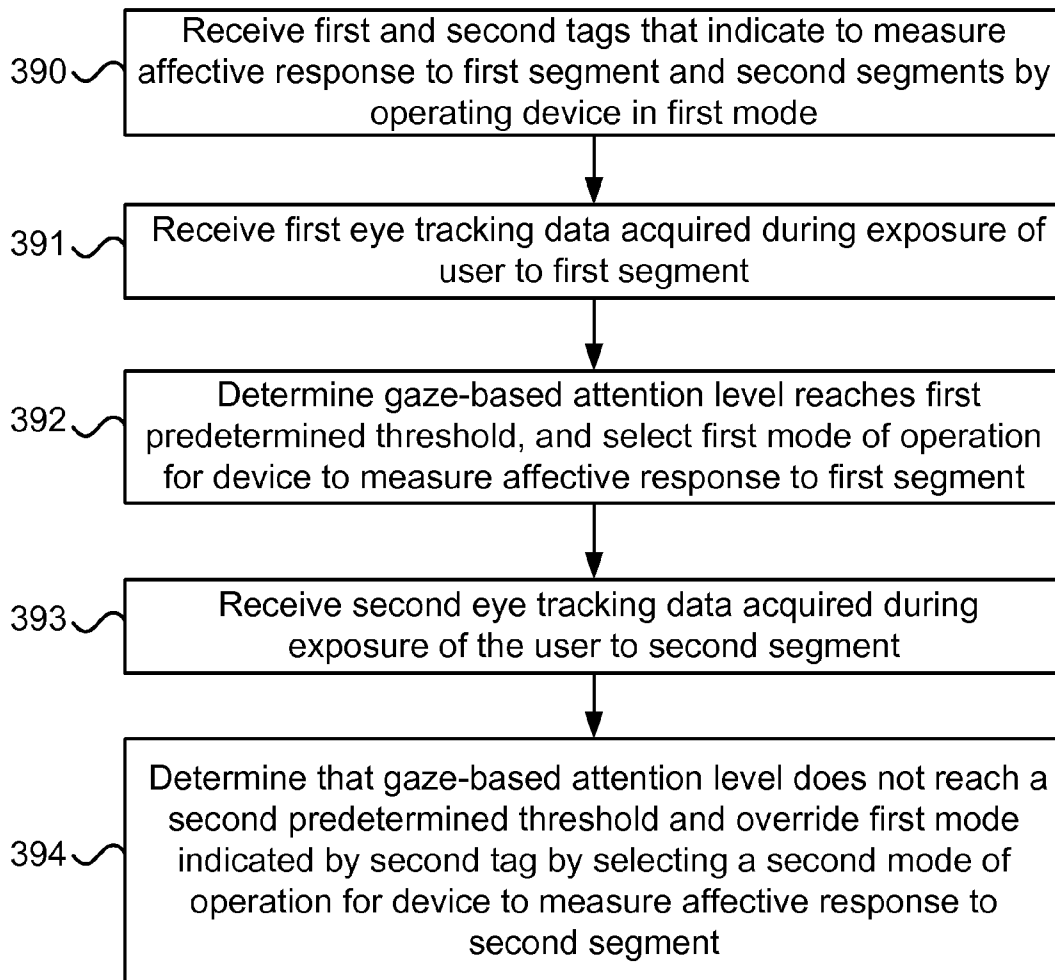 390
Receive first and second tags that indicate to measure
affective response to first segment and second segments by
operating device in first mode
391
Receive first eye tracking data acquired during exposure of
user to first segment
392
Determine gaze-based attention level reaches first
predetermined threshold, and select first mode of operation
for device to measure affective response to first segment
393
Receive second eye tracking data acquired during
exposure of the user to second segment
394
Determine that gaze-based attention level does not reach a
second predetermined threshold and override first mode
indicated by second tag by selecting a second mode of
operation for device to measure affective response to
second segment